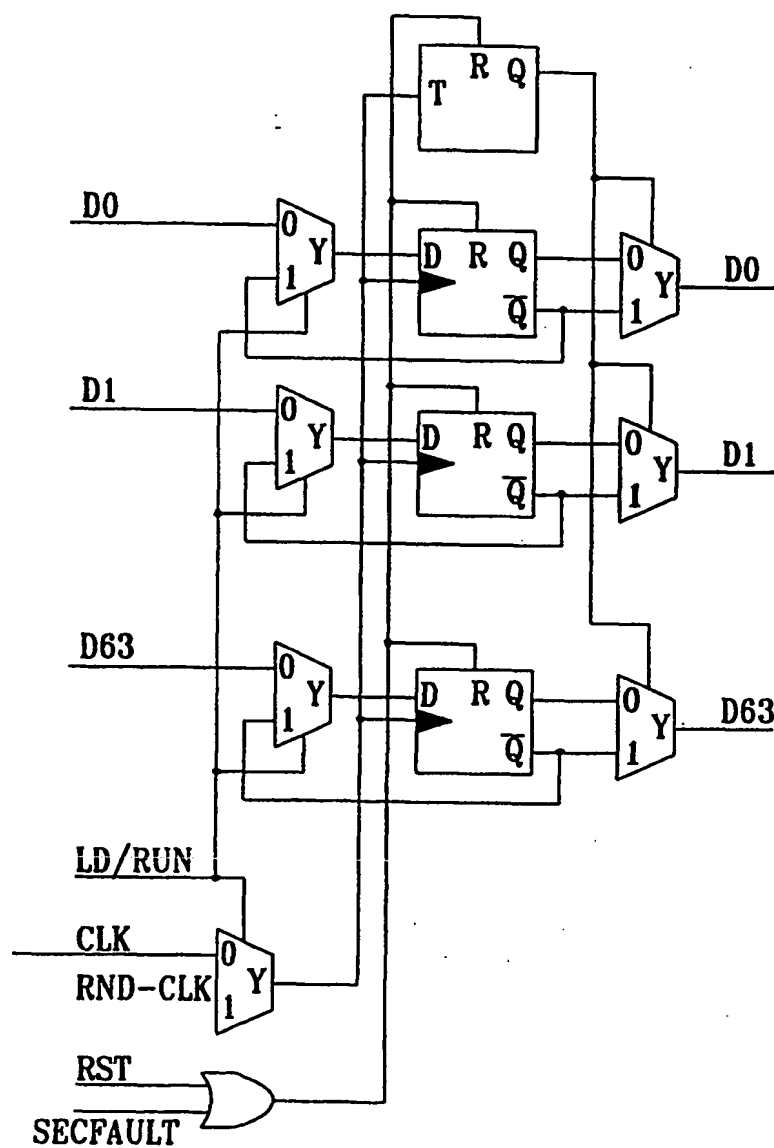 R Q
T
D0
0
1
Y
D R Q
Q̅
0
1
Y
D0
D1
0
1
Y
D R Q
Q̅
0
1
Y
D1
D63
0
1
Y
D R Q
Q̅
0
1
Y
D63
LD/RUN
CLK
0
RND-CLK
1
Y
RST
SECFAULT